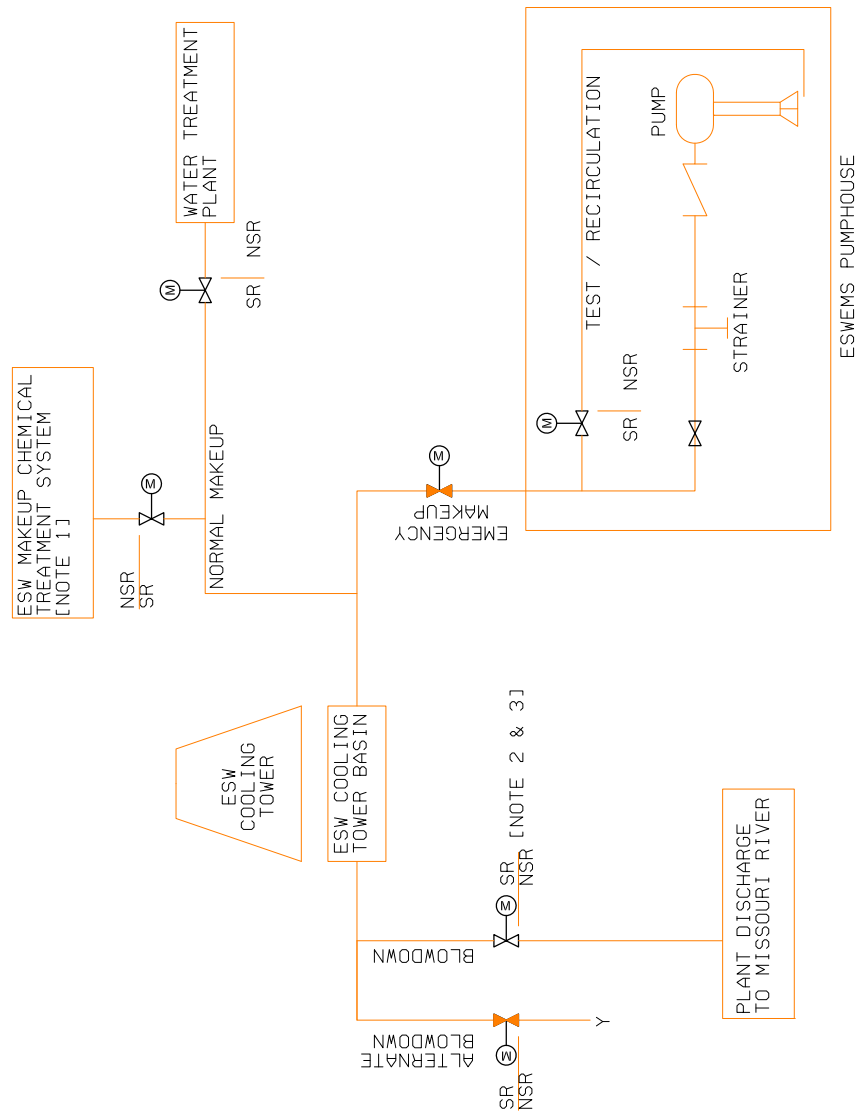 ESW MAKEUP CHEMICAL
TREATMENT SYSTEM
[NOTE 1]
M
NSR
SR
WATER TREATMENT
PLANT
M
SR NSR
NORMAL MAKEUP
ESW
COOLING
TOWER
ESW COOLING
TOWER BASIN
M
EMERGENCY
MAKEUP
TEST / RECIRCULATION
M
SR NSR
PUMP
STRAINER
ESWEMS PUMPHOUSE
BLOWDOWN
M
SR [NOTE 2 & 3]
NSR
PLANT DISCHARGE
TO MISSOURI RIVER
ALTERNATE
BLOWDOWN
M
SR
NSR
Y